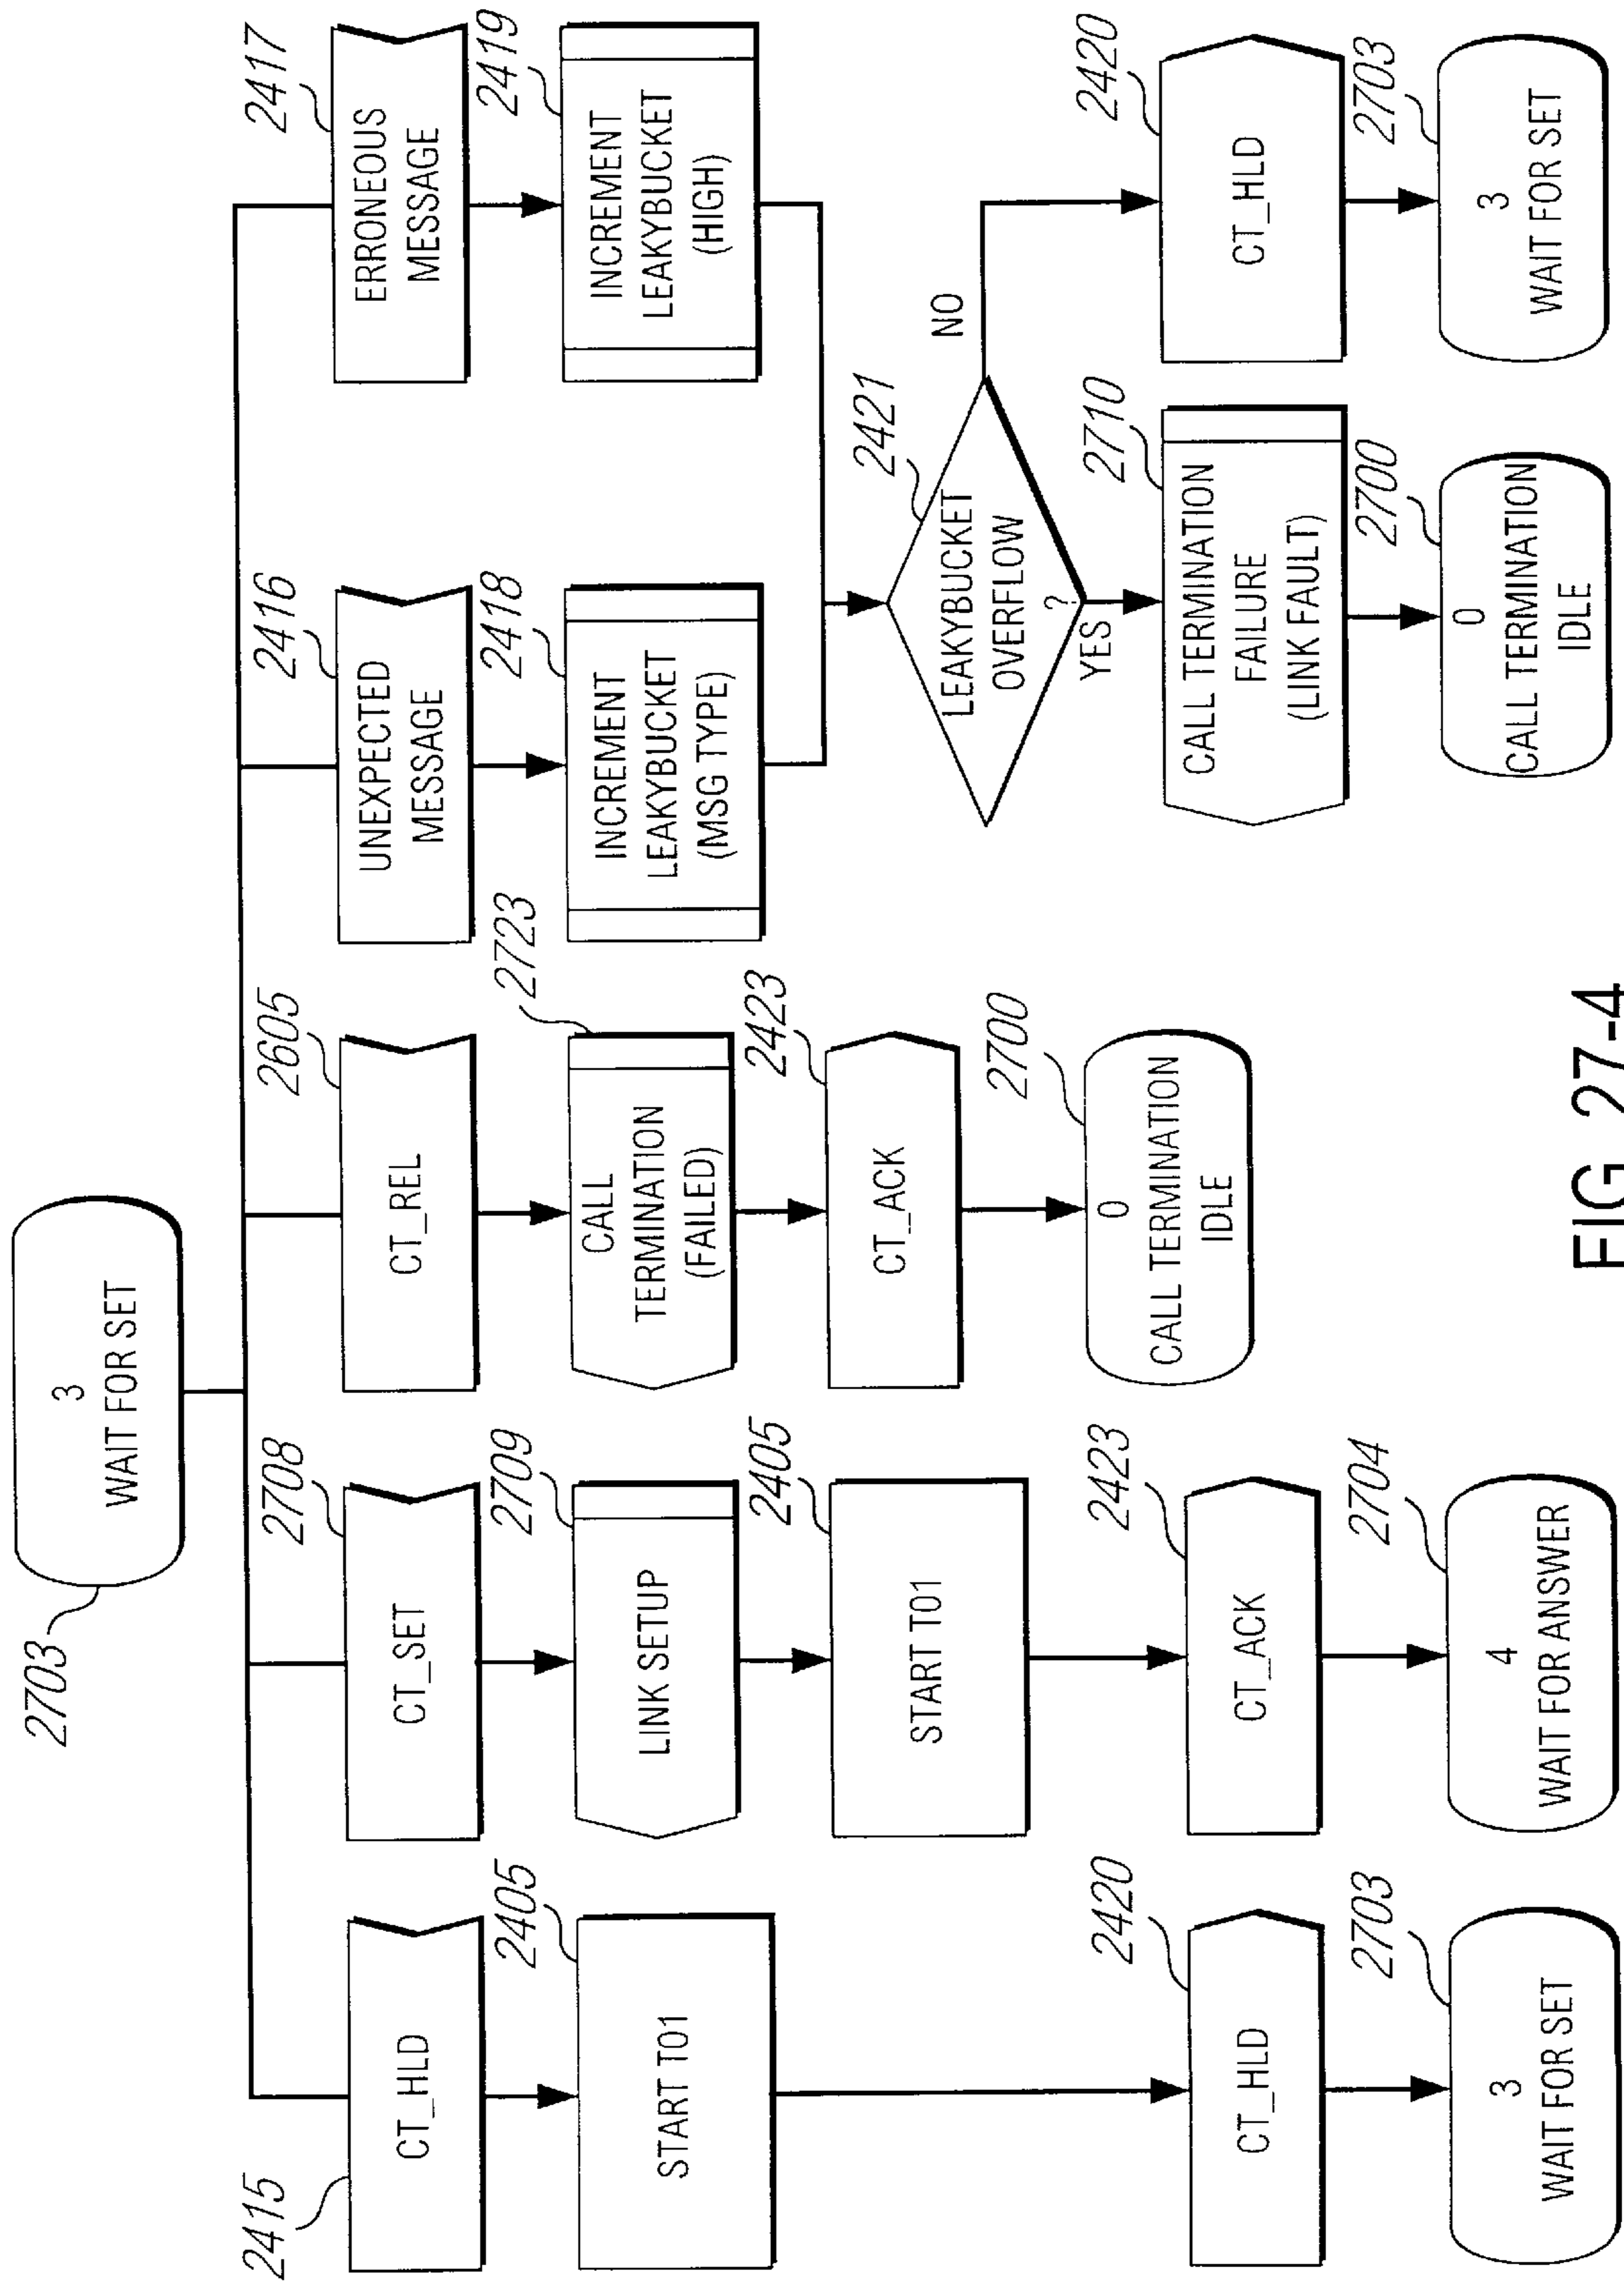 2703
3
WAIT FOR SET
2415
CT_HLD
2405
START T01
2420
CT_HLD
2703
3
WAIT FOR SET
2708
CT_SET
2709
LINK SETUP
2405
START T01
2423
CT_ACK
2704
4
WAIT FOR ANSWER
2605
CT_REL
2723
CALL
TERMINATION
(FAILED)
2423
CT_ACK
2700
0
CALL TERMINATION
IDLE
2416
UNEXPECTED
MESSAGE
2418
INCREMENT
LEAKYBUCKET
(MSG TYPE)
2417
ERRONEOUS
MESSAGE
2419
INCREMENT
LEAKYBUCKET
(HIGH)
2421
LEAKYBUCKET
OVERFLOW
?
YES
NO
2710
CALL TERMINATION
FAILURE
(LINK FAULT)
2700
0
CALL TERMINATION
IDLE
2420
CT_HLD
2703
3
WAIT FOR SET
FIG. 27-4